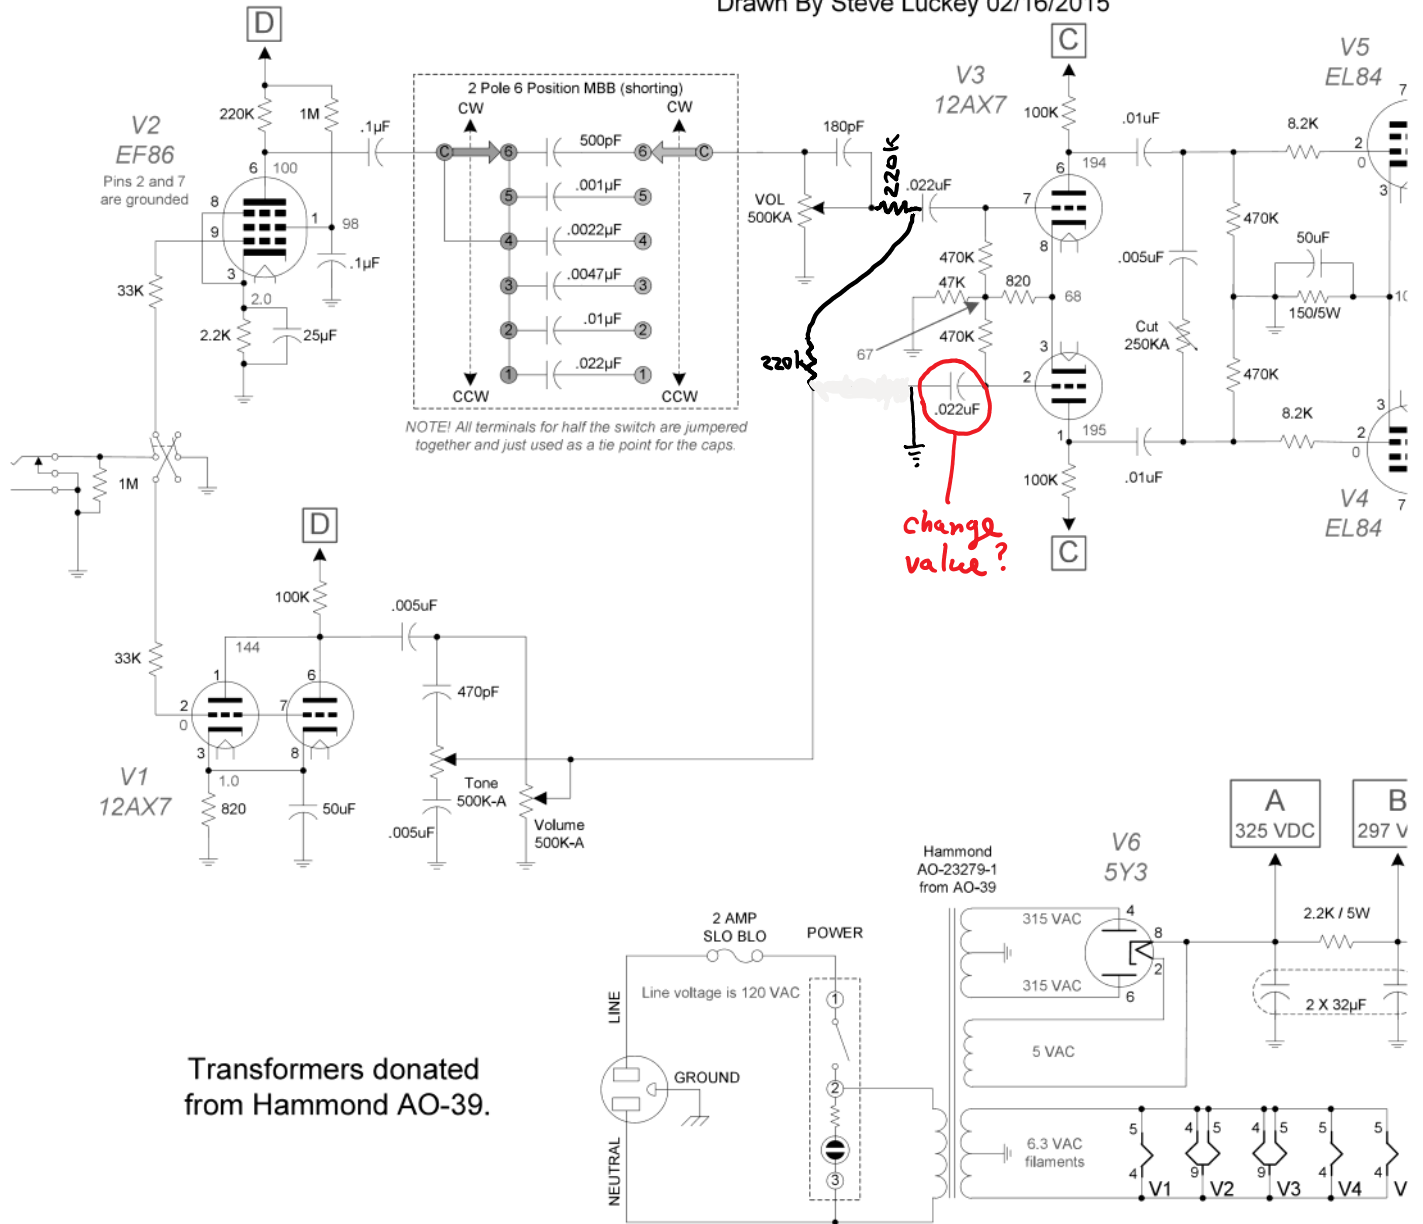 Drawn By Steve Luckey 02/16/2015
D
C
V5
EL84
V3
12AX7
2 Pole 6 Position MBB (shorting)
CW
CW
220K
1M
V2
EF86
Pins 2 and 7
are grounded
.1µF
C
6
500pF
6
C
180pF
220K
100K
.01uF
8.2K
7
2
0
3
6
100
8
9
1
98
3
2.0
.1µF
33K
2.2K
25µF
5
.001µF
5
4
.0022µF
4
3
.0047µF
3
2
.01µF
2
1
.022µF
1
CCW
CCW
NOTE! All terminals for half the switch are jumpered
together and just used as a tie point for the caps.
VOL
500KA
.022uF
6
194
7
8
470K
47K
820
68
67
470K
3
2
1
195
220k
.022uF
change
value?
470K
.005uF
50uF
150/5W
10
Cut
250KA
470K
8.2K
3
2
0
7
.01uF
100K
C
V4
EL84
1M
D
100K
.005uF
144
33K
1
6
2
0
7
3
8
1.0
V1
12AX7
820
50uF
470pF
Tone
500K-A
.005uF
Volume
500K-A
A
325 VDC
B
297 V
Hammond
AO-23279-1
from AO-39
V6
5Y3
2 AMP
SLO BLO
POWER
315 VAC
4
8
2
315 VAC
6
2.2K / 5W
2 X 32µF
Line voltage is 120 VAC
LINE
1
2
3
GROUND
NEUTRAL
5 VAC
6.3 VAC
filaments
5
4
V1
4
5
9
V2
4
5
9
V3
5
4
V4
5
4
V
Transformers donated
from Hammond AO-39.